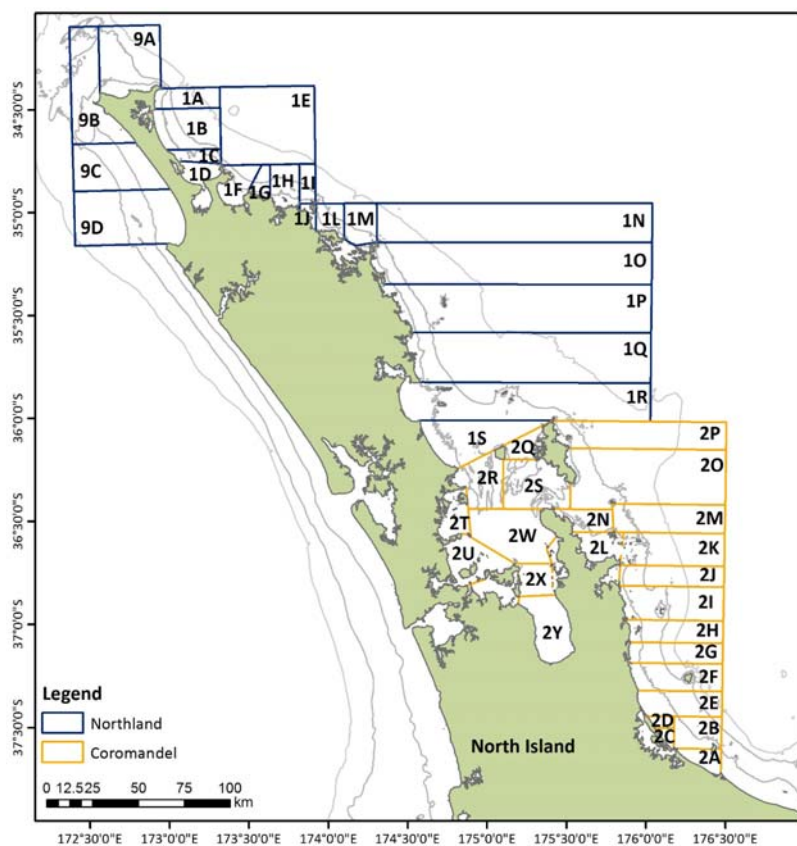 9A
1A
1E
9B
1B
1C
9C
1D
1F
1G
1H
1I
9D
1J
1L
1M
1N
1O
1P
1Q
1R
1S
2Q
2P
2R
2S
2O
2T
2N
2M
2U
2W
2L
2K
2X
2J
2I
2Y
2H
2G
2F
2E
2D
2C
2B
2A
North Island
Legend
Northland
Coromandel
0 12.525 50 75 100
km
34°30'0"S
35°0'0"S
35°30'0"S
36°0'0"S
36°30'0"S
37°0'0"S
37°30'0"S
172°30'0"E 173°0'0"E 173°30'0"E 174°0'0"E 174°30'0"E 175°0'0"E 175°30'0"E 176°0'0"E 176°30'0"E